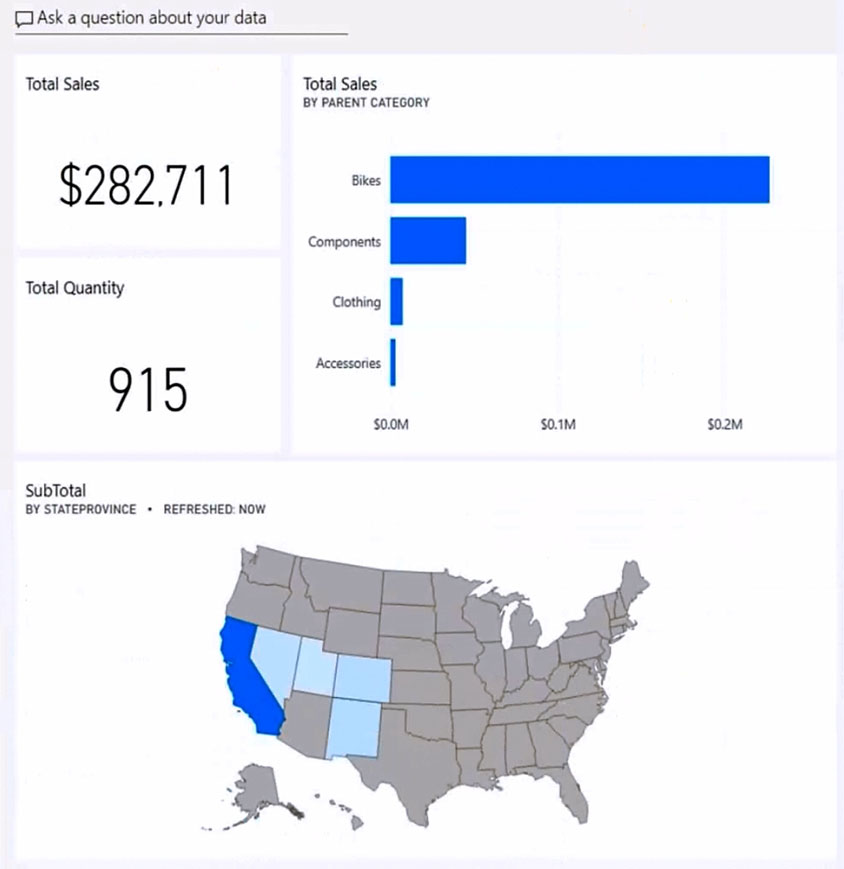 Ask a question about your data
Total Sales
$282,711
Total Quantity
915
Total Sales
BY PARENT CATEGORY
Bikes
Components
Clothing
Accessories
$0.0M $0.1M $0.2M
SubTotal
BY STATEPROVINCE • REFRESHED: NOW